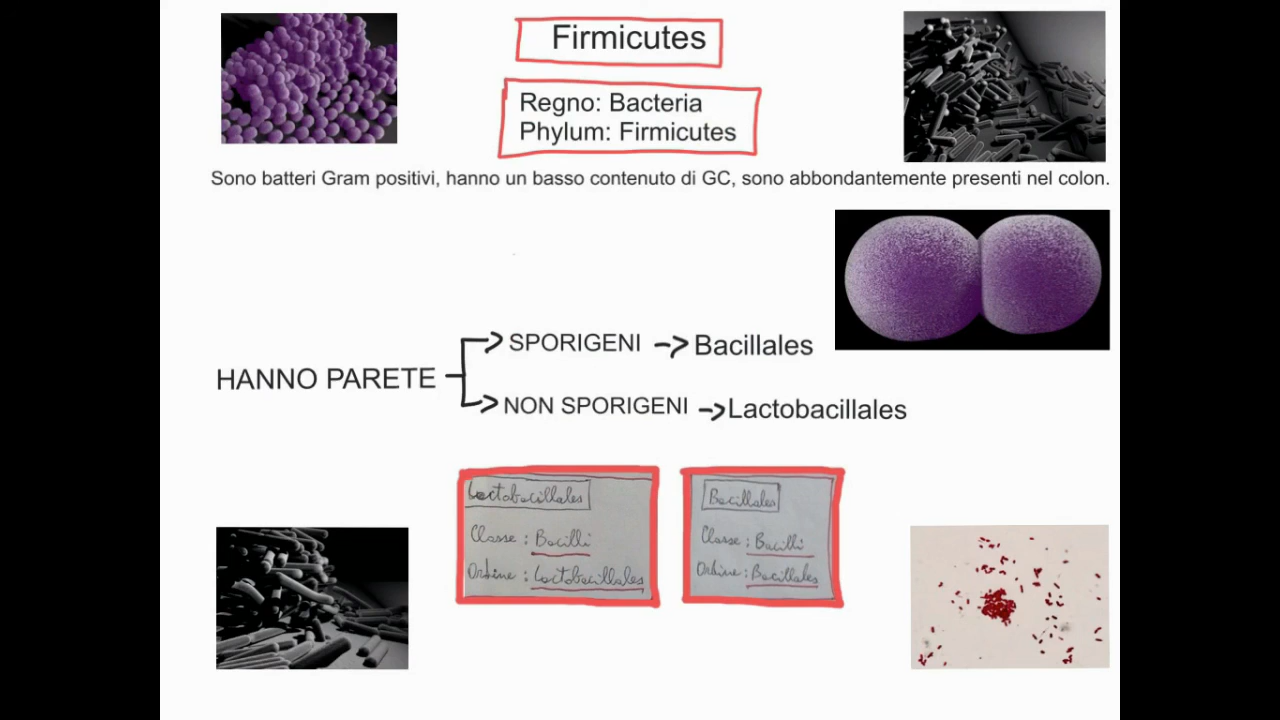 Firmicutes
Regno: Bacteria
Phylum: Firmicutes
Sono batteri Gram positivi, hanno un basso contenuto di GC, sono abbondantemente presenti nel colon.
SPORIGENI -> Bacillales
HANNO PARETE
NON SPORIGENI -> Lactobacillales
Lactobacillales
Classe : Bacilli
Ordine : Lactobacillales
Bacillales
Classe : Bacilli
Ordine : Bacillales